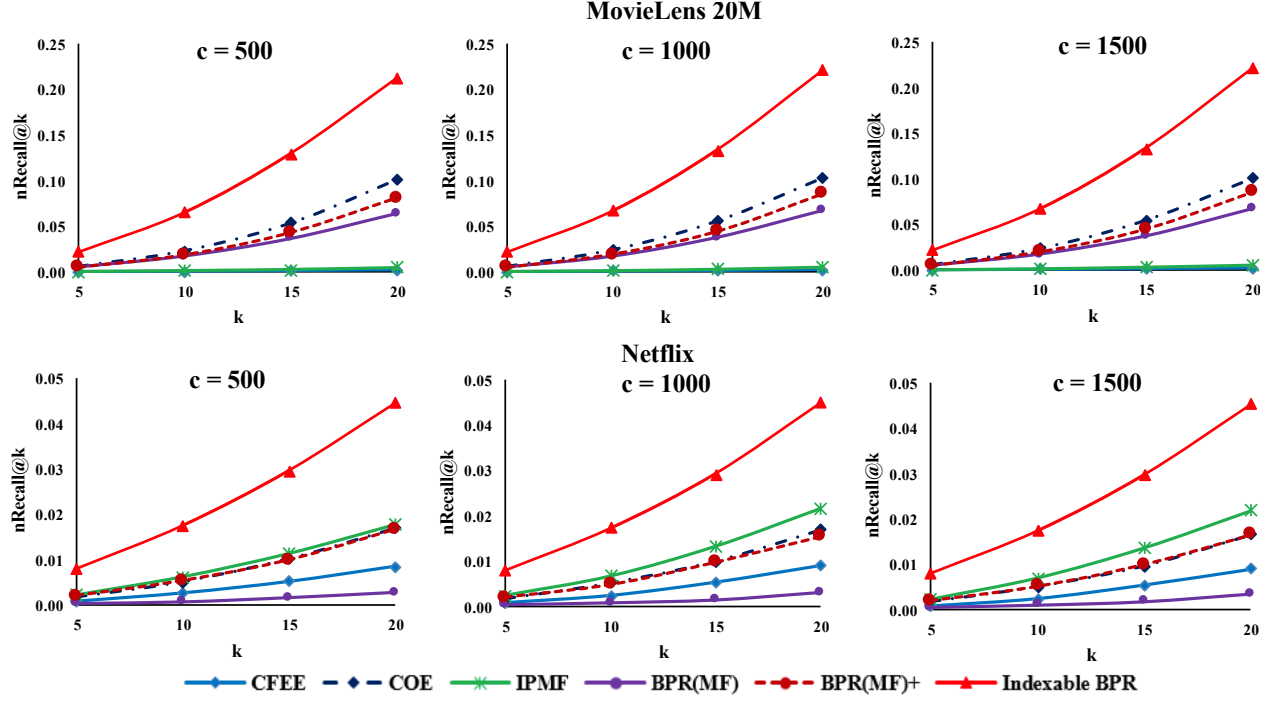 MovieLens 20M
c = 500
nRecall@k
0.25
0.20
0.15
0.10
0.05
0.00
5 10 15 20
k
c = 1000
nRecall@k
0.25
0.20
0.15
0.10
0.05
0.00
5 10 15 20
k
c = 1500
nRecall@k
0.25
0.20
0.15
0.10
0.05
0.00
5 10 15 20
k
Netflix
c = 500
nRecall@k
0.05
0.04
0.03
0.02
0.01
0.00
5 10 15 20
k
c = 1000
nRecall@k
0.05
0.04
0.03
0.02
0.01
0.00
5 10 15 20
k
c = 1500
nRecall@k
0.05
0.04
0.03
0.02
0.01
0.00
5 10 15 20
k
CFEE COE IPMF BPR(MF) BPR(MF)+ Indexable BPR